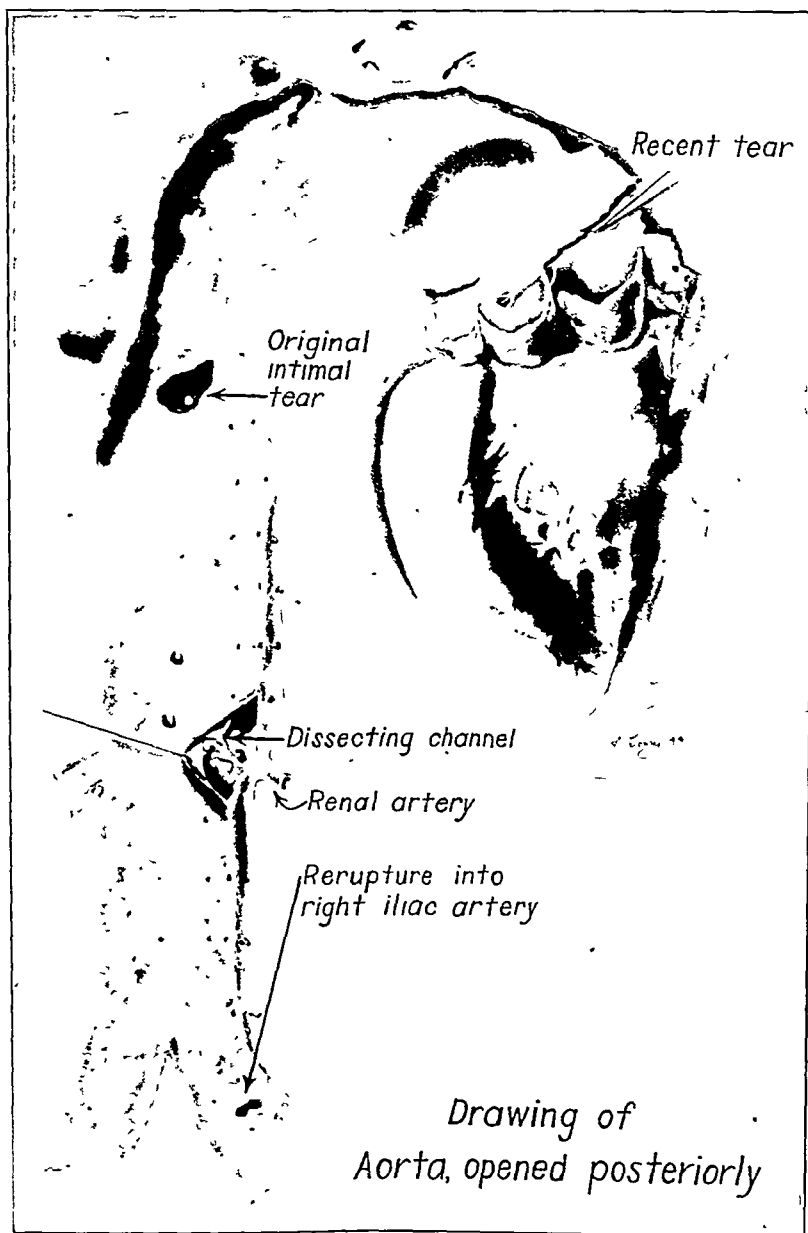 Recent tear
Original
intimal
tear
Dissecting channel
Renal artery
Rerupture into
right iliac artery
Drawing of
Aorta, opened posteriorly